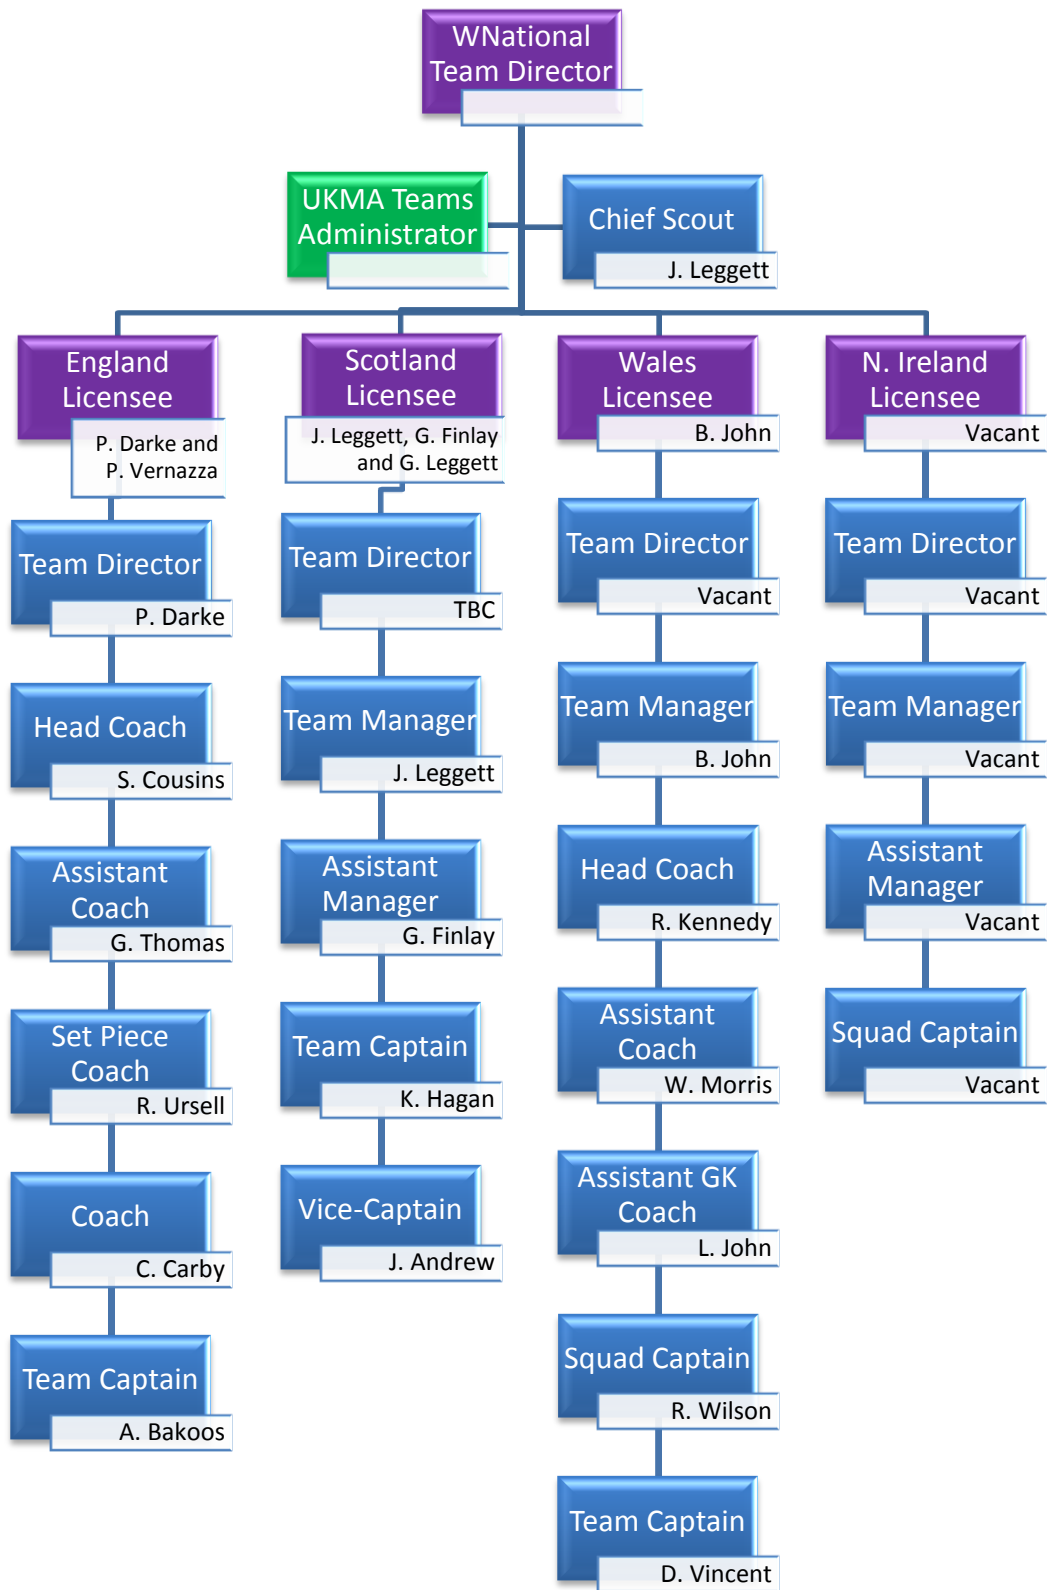 WNational
Team Director
UKMA Teams
Administrator
Chief Scout
J. Leggett
England
Licensee
P. Darke and
P. Vernazza
Team Director
P. Darke
Head Coach
S. Cousins
Assistant
Coach
G. Thomas
Set Piece
Coach
R. Ursell
Coach
C. Carby
Team Captain
A. Bakoos
Scotland
Licensee
J. Leggett, G. Finlay
and G. Leggett
Team Director
TBC
Team Manager
J. Leggett
Assistant
Manager
G. Finlay
Team Captain
K. Hagan
Vice-Captain
J. Andrew
Wales
Licensee
B. John
Team Director
Vacant
Team Manager
B. John
Head Coach
R. Kennedy
Assistant
Coach
W. Morris
Assistant GK
Coach
L. John
Squad Captain
R. Wilson
Team Captain
D. Vincent
N. Ireland
Licensee
Vacant
Team Director
Vacant
Team Manager
Vacant
Assistant
Manager
Vacant
Squad Captain
Vacant